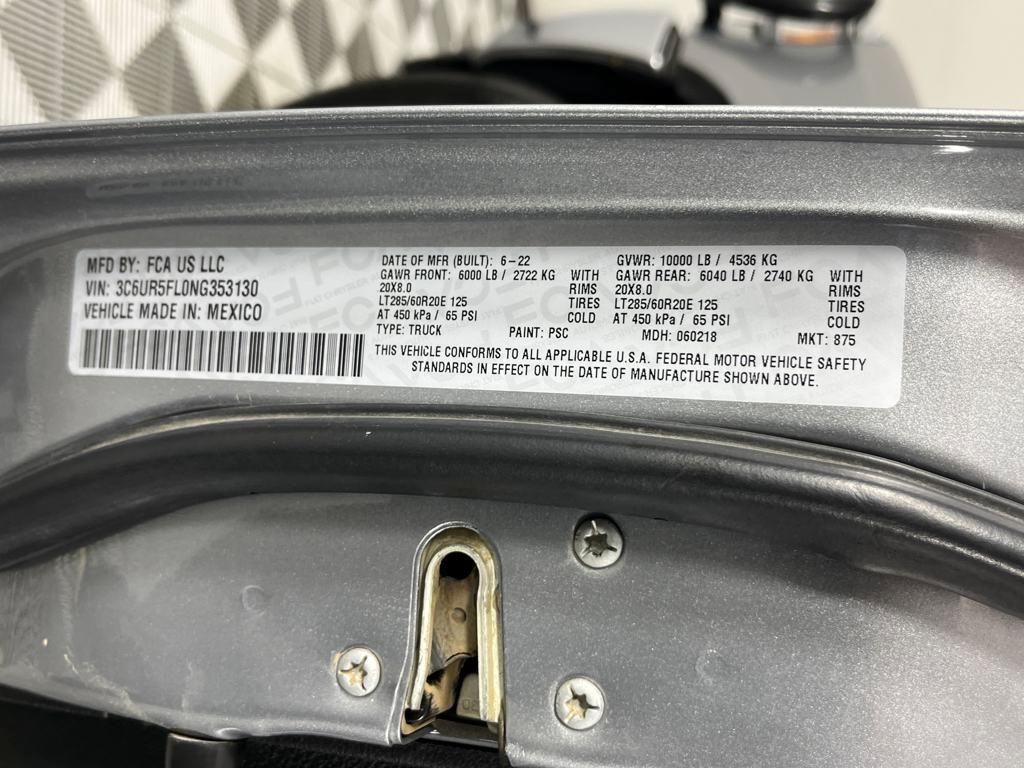 MFD BY: FCA US LLC
VIN: 3C6UR5FL0NG353130
VEHICLE MADE IN: MEXICO
DATE OF MFR (BUILT): 6-22
GVWR: 10000 LB / 4536 KG
GAWR FRONT: 6000 LB / 2722 KG WITH
20X8.0 RIMS
LT285/60R20E 125 TIRES
AT 450 kPa / 65 PSI COLD
GAWR REAR: 6040 LB / 2740 KG WITH
20X8.0 RIMS
LT285/60R20E 125 TIRES
AT 450 kPa / 65 PSI COLD
TYPE: TRUCK PAINT: PSC MDH: 060218 MKT: 875
THIS VEHICLE CONFORMS TO ALL APPLICABLE U.S.A. FEDERAL MOTOR VEHICLE SAFETY
STANDARDS IN EFFECT ON THE DATE OF MANUFACTURE SHOWN ABOVE.